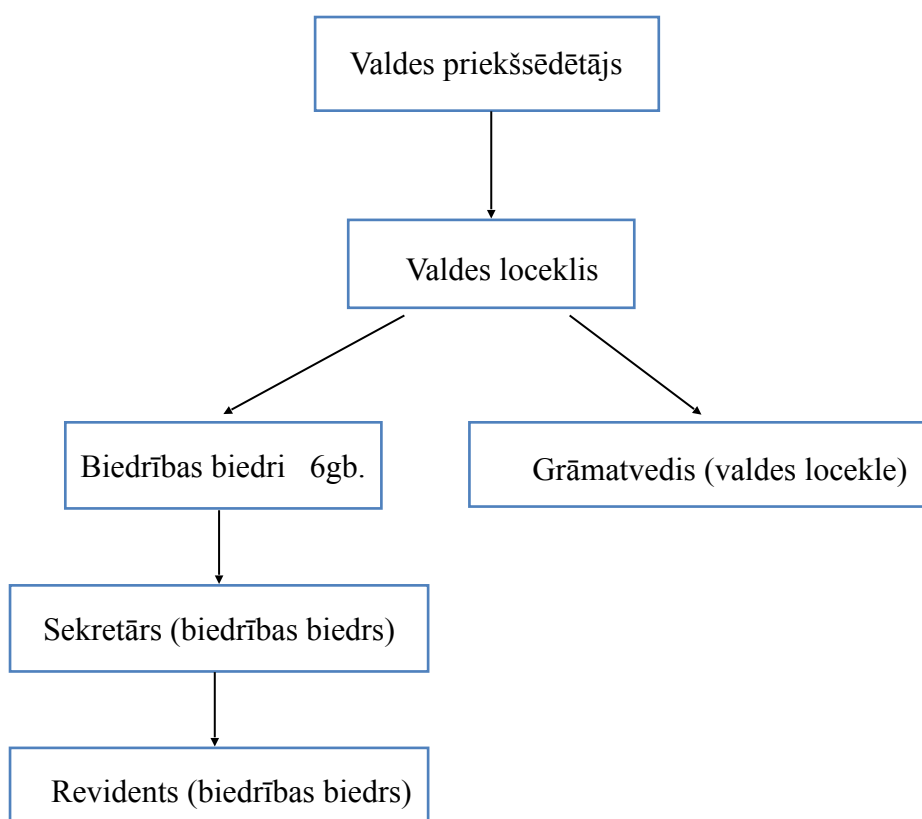 Valdes priekšsēdētājs
Valdes loceklis
Biedrības biedri 6gb.
Grāmatvedis (valdes locekle)
Sekretārs (biedrības biedrs)
Revidents (biedrības biedrs)